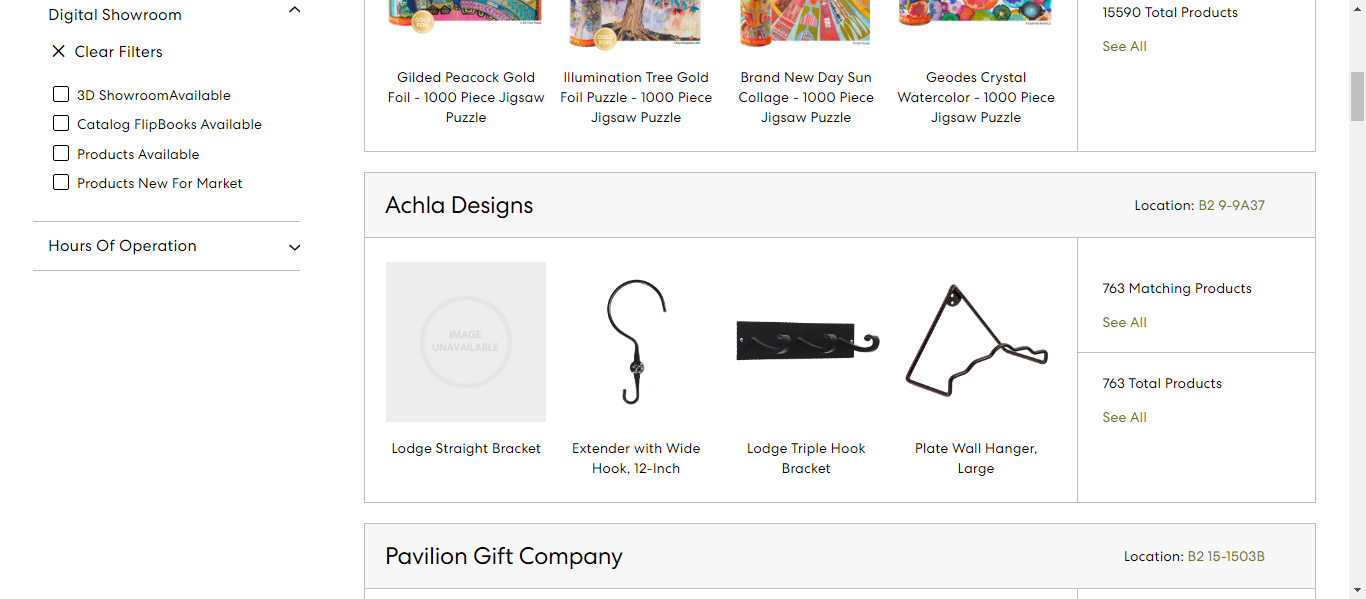 Digital Showroom
Clear Filters
3D ShowroomAvailable
Catalog FlipBooks Available
Products Available
Products New For Market
Hours Of Operation
GOLD FOIL
GOLD FOIL
Gilded Peacock Gold
Foil - 1000 Piece Jigsaw
Puzzle
Illumination Tree Gold
Foil Puzzle - 1000 Piece
Jigsaw Puzzle
Brand New Day Sun
Collage - 1000 Piece
Jigsaw Puzzle
Geodes Crystal
Watercolor - 1000 Piece
Jigsaw Puzzle
15590 Total Products
See All
Achla Designs
Location: B2 9-9A37
IMAGE
UNAVAILABLE
Lodge Straight Bracket
Extender with Wide
Hook, 12-Inch
Lodge Triple Hook
Bracket
Plate Wall Hanger,
Large
763 Matching Products
See All
763 Total Products
See All
Pavilion Gift Company
Location: B2 15-1503B